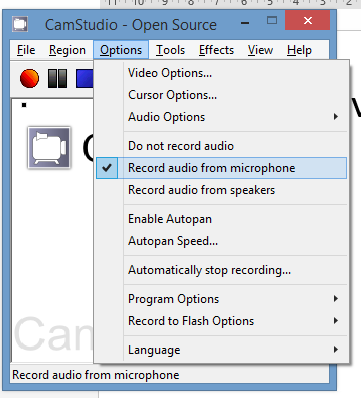 CamStudio - Open Source
File Region Options Tools Effects View Help
Video Options...
Cursor Options...
Audio Options
Do not record audio
Record audio from microphone
Record audio from speakers
Enable Autopan
Autopan Speed...
Automatically stop recording...
Program Options
Record to Flash Options
Language
Cam
Record audio from microphone